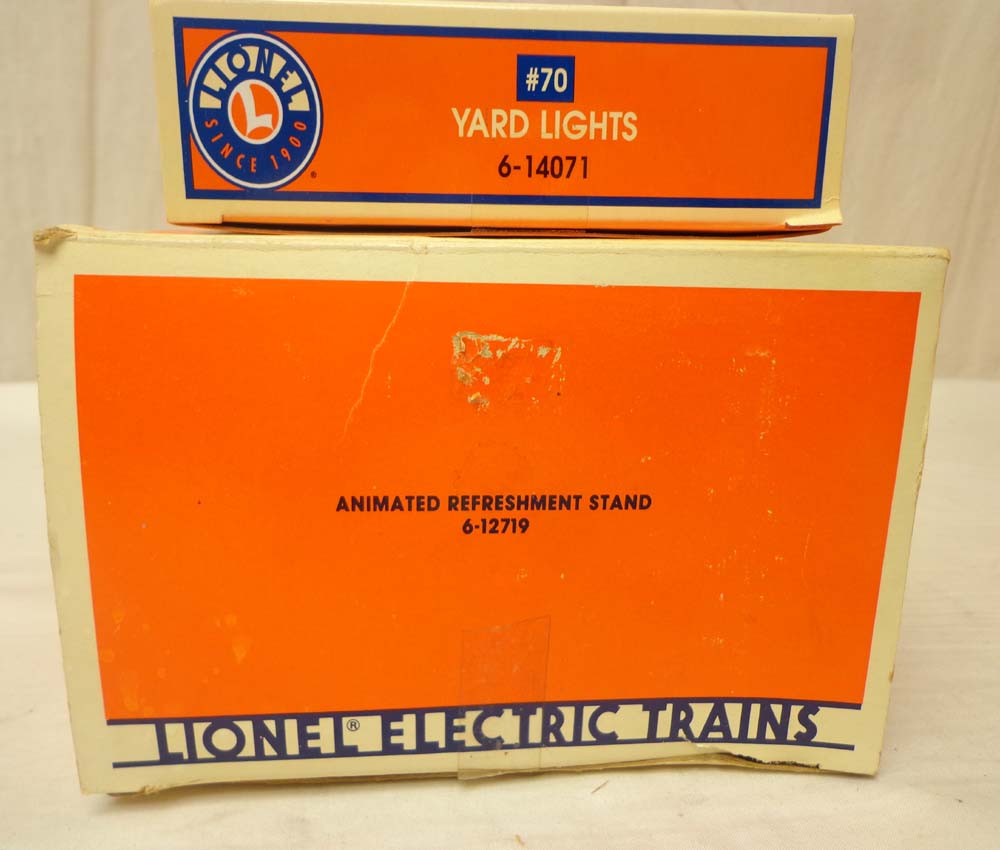 LIONEL
L
SINCE 1900
®
#70
YARD LIGHTS
6-14071
ANIMATED REFRESHMENT STAND
6-12719
LIONEL® ELECTRIC TRAINS